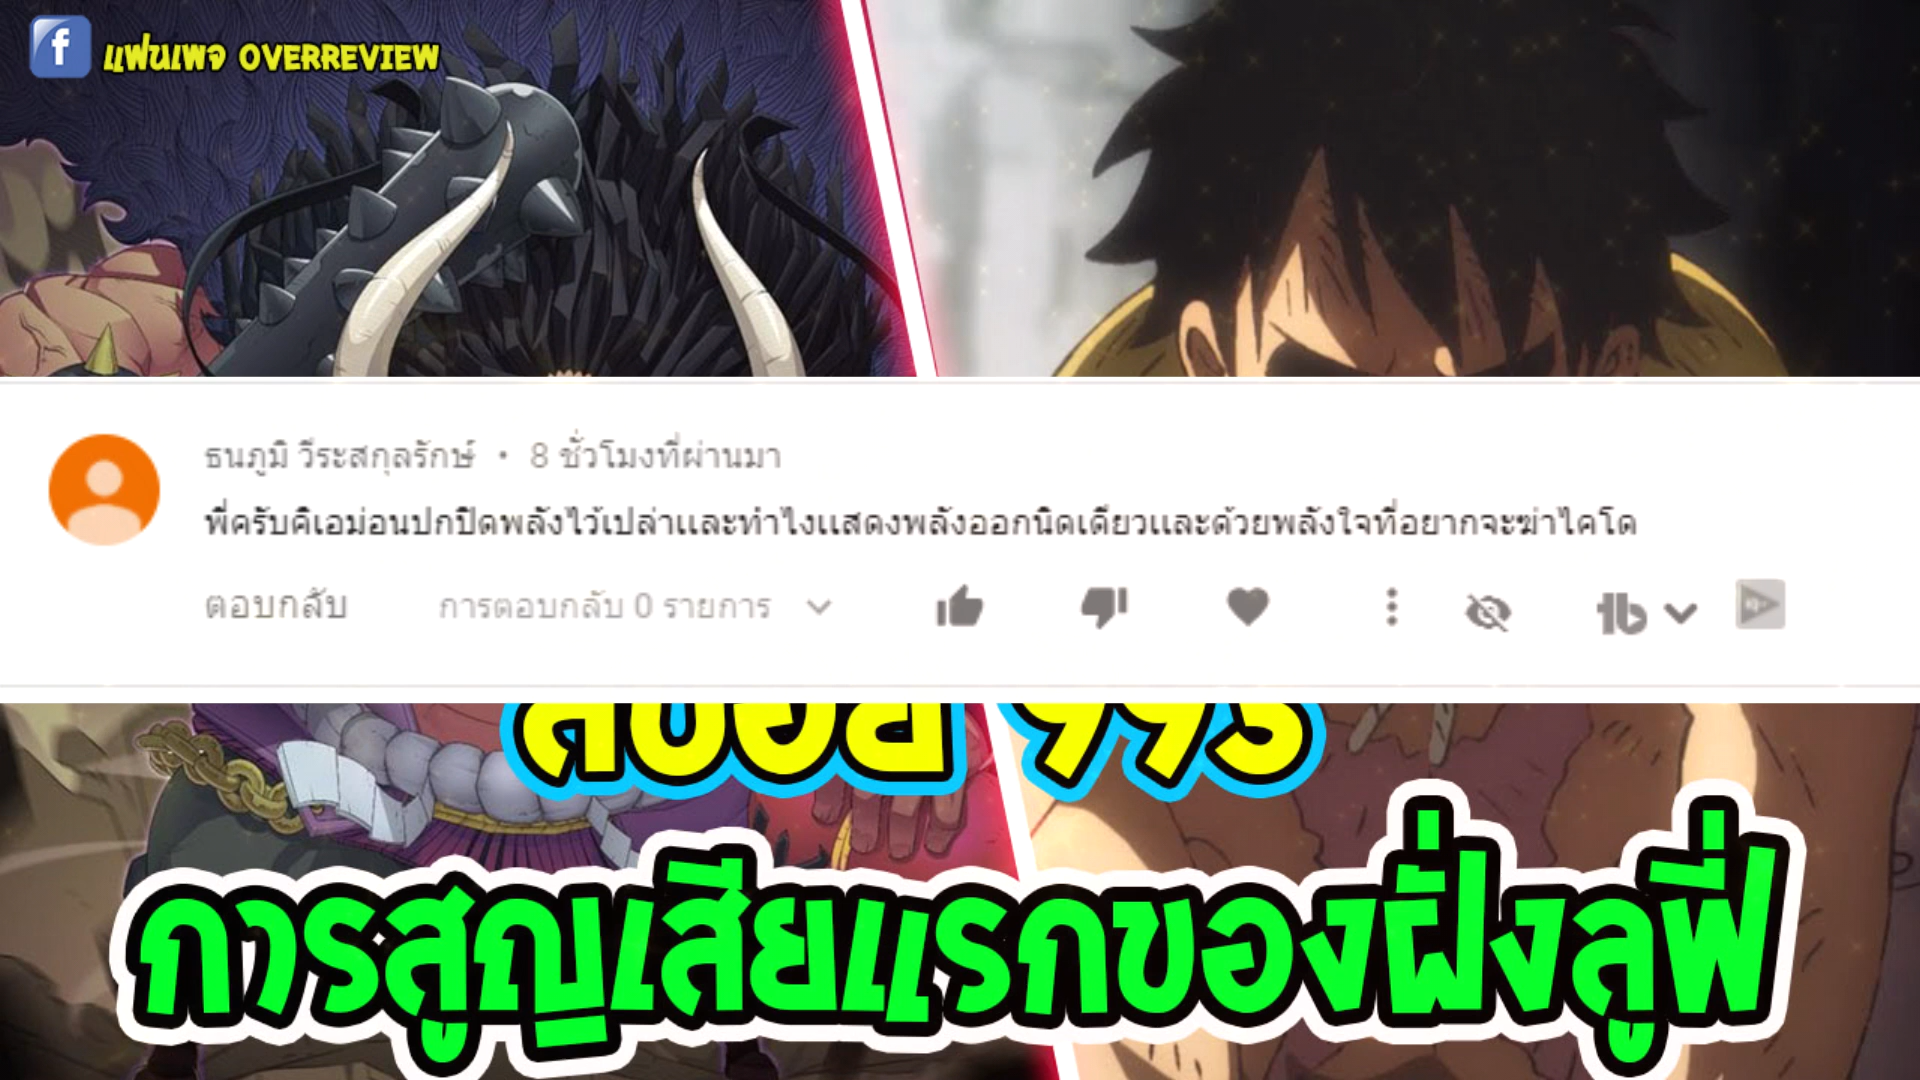 แฟนเพจ OVERREVIEW
ธนภูมิ วีระสกุลรักษ์ • 8 ชั่วโมงที่ผ่านมา
พี่ครับคิเอม่อนปกปิดพลังไว้เปล่าและทำไงแสดงพลังออกนิดเดียวและด้วยพลังใจที่อยากจะฆ่าไคโด
ตอบกลับ การตอบกลับ 0 รายการ
สปอย 993
การสูญเสียแรกของฝั่งลูฟี่